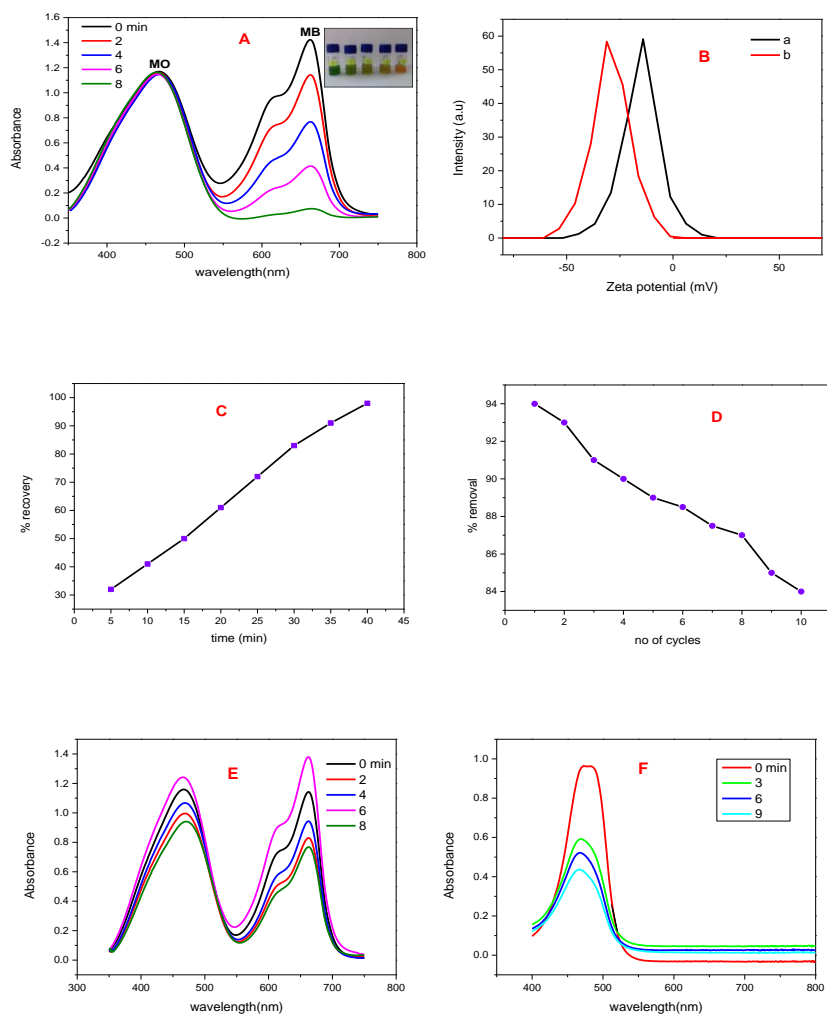 A
0 min
2
4
6
8
MO
MB
Absorbance
1.6
1.4
1.2
1.0
0.8
0.6
0.4
0.2
0.0
-0.2
400 500 600 700 800
wavelength(nm)
B
a
b
Intensity (a.u)
60
50
40
30
20
10
0
-50 0 50
Zeta potential (mV)
C
% recovery
100
90
80
70
60
50
40
30
0 5 10 15 20 25 30 35 40 45
time (min)
D
% removal
94
92
90
88
86
84
0 2 4 6 8 10
no of cycles
E
0 min
2
4
6
8
Absorbance
1.4
1.2
1.0
0.8
0.6
0.4
0.2
0.0
300 400 500 600 700 800
wavelength(nm)
F
0 min
3
6
9
Absorbance
1.0
0.8
0.6
0.4
0.2
0.0
400 500 600 700 800
wavelength(nm)